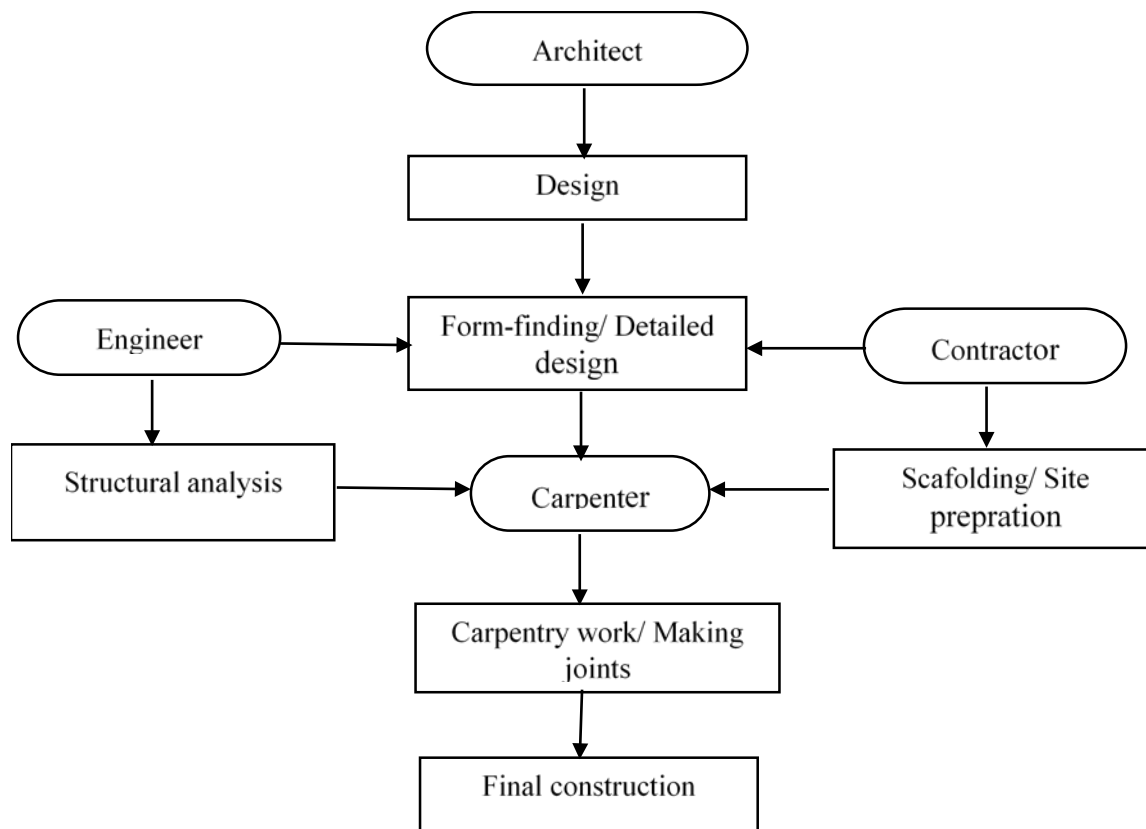 Architect
Design
Form-finding/ Detailed
design
Engineer
Contractor
Structural analysis
Carpenter
Scafolding/ Site
prepration
Carpentry work/ Making
joints
Final construction